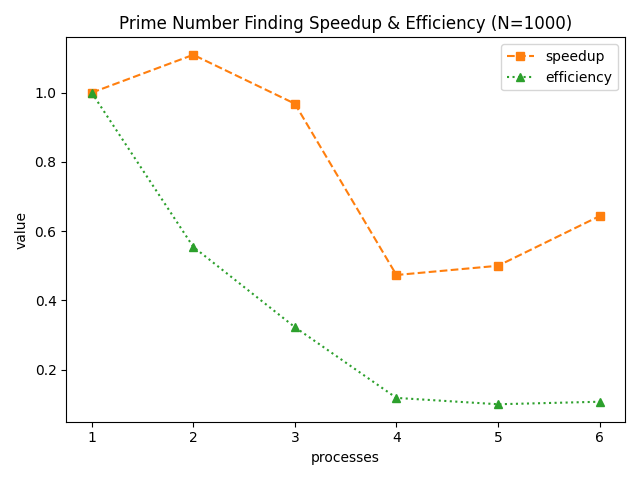 Prime Number Finding Speedup & Efficiency (N=1000)
speedup
efficiency
value
1.0
0.8
0.6
0.4
0.2
1 2 3 4 5 6
processes